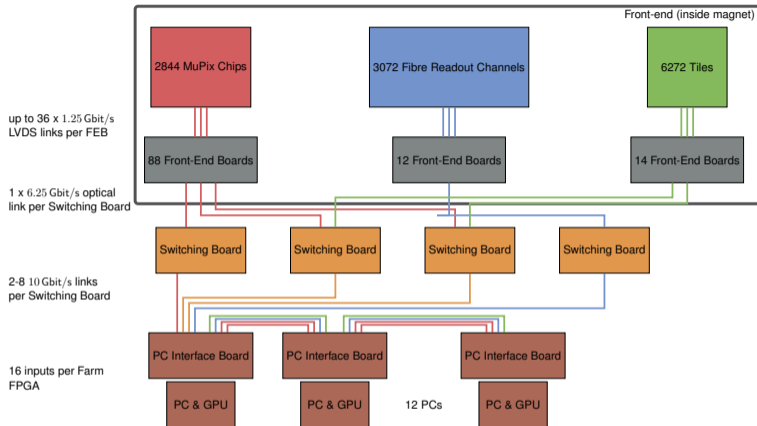 Front-end (inside magnet)
2844 MuPix Chips
3072 Fibre Readout Channels
6272 Tiles
up to 36 x 1.25 Gbit/s
LVDS links per FEB
88 Front-End Boards
12 Front-End Boards
14 Front-End Boards
1 x 6.25 Gbit/s optical
link per Switching Board
Switching Board
Switching Board
Switching Board
Switching Board
2-8 10 Gbit/s links
per Switching Board
PC Interface Board
PC Interface Board
PC Interface Board
16 inputs per Farm
FPGA
PC & GPU
PC & GPU
12 PCs
PC & GPU